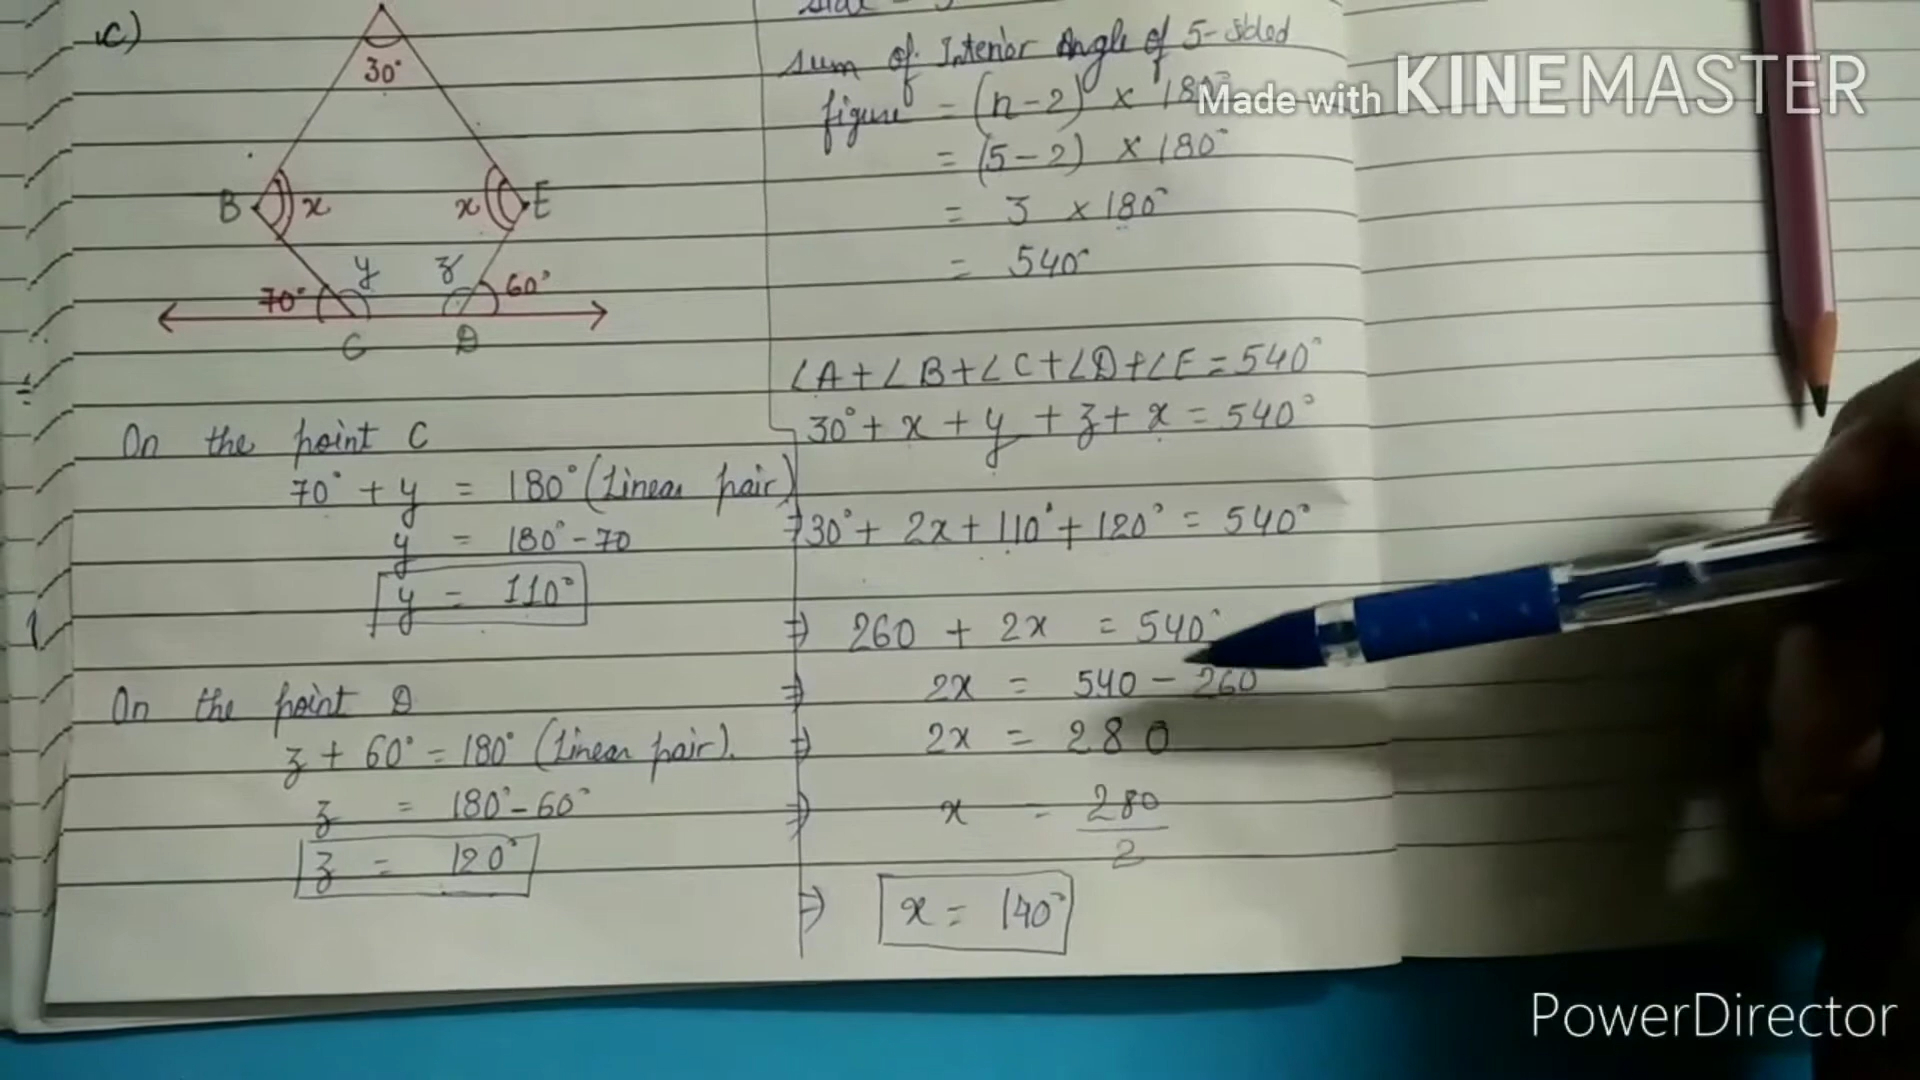 c)
30°
B x x E
y z
70° 60°
C D
On the point C
70° + y = 180° (Linear pair)
y = 180° - 70
y = 110°
On the point D
z + 60° = 180° (Linear pair).
z = 180° - 60°
z = 120°
sum of Interior Angle of 5-sided
figure = (n-2) × 180°
= (5-2) × 180°
= 3 × 180°
= 540°
∠A + ∠B + ∠C + ∠D + ∠E = 540°
30° + x + y + z + x = 540°
⇒ 30° + 2x + 110° + 120° = 540°
⇒ 260 + 2x = 540°
⇒ 2x = 540 - 260
⇒ 2x = 280
⇒ x = 280
2
⇒ x = 140°
Made with KINEMASTER
PowerDirector